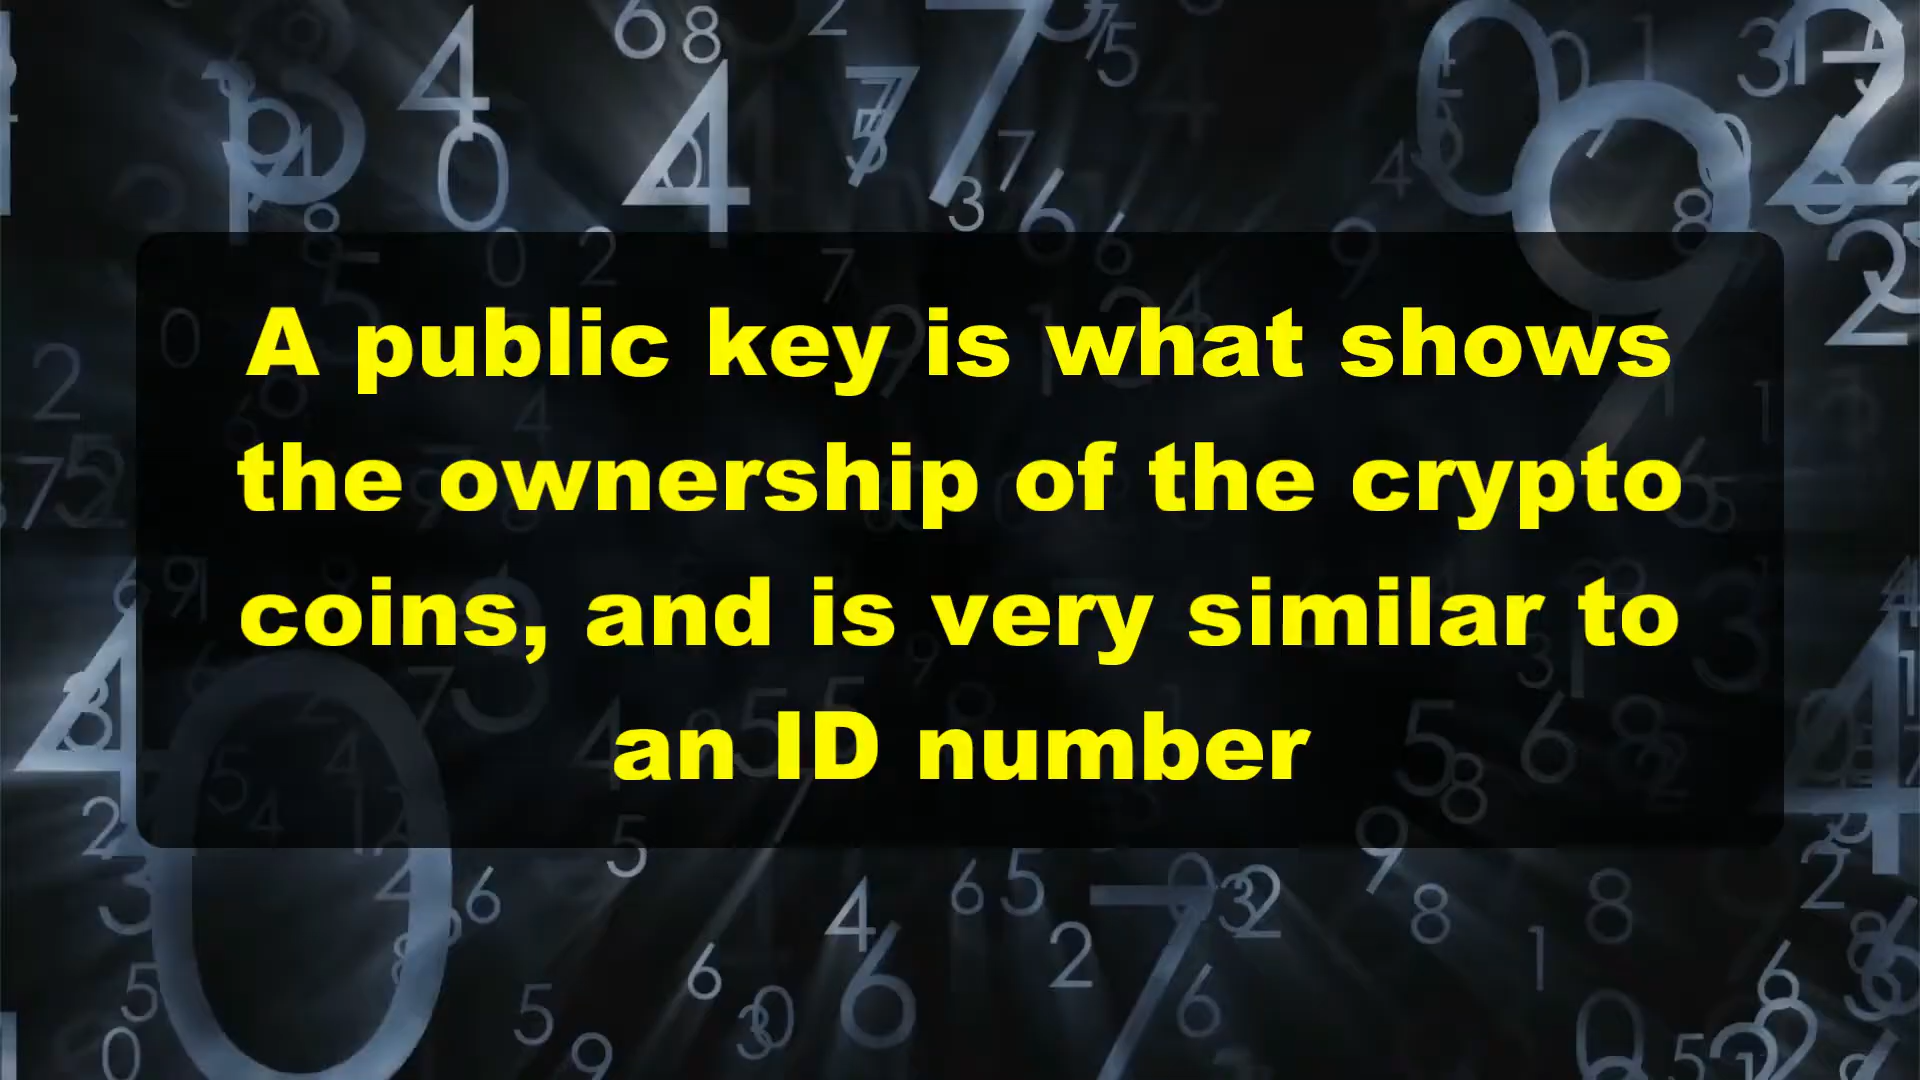 A public key is what shows
the ownership of the crypto
coins, and is very similar to
an ID number